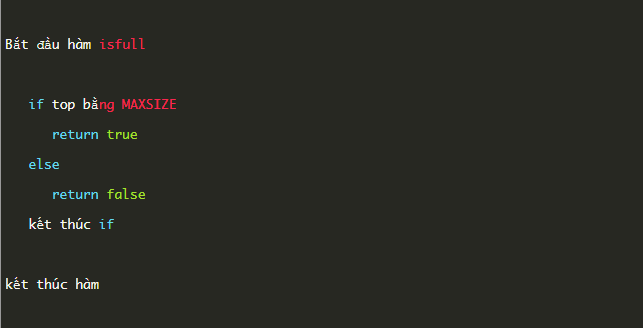 Bắt đầu hàm isfull
if top bằng MAXSIZE
return true
else
return false
kết thúc if
kết thúc hàm